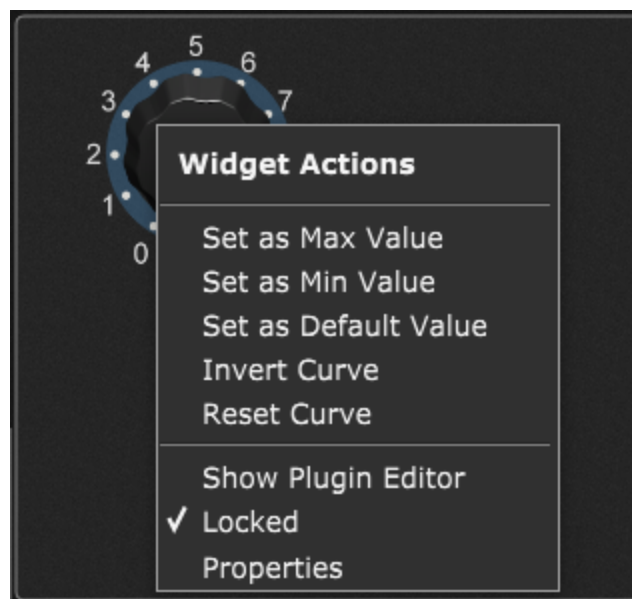 5
4
6
3
7
2
1
0
Widget Actions
Set as Max Value
Set as Min Value
Set as Default Value
Invert Curve
Reset Curve
Show Plugin Editor
Locked
Properties